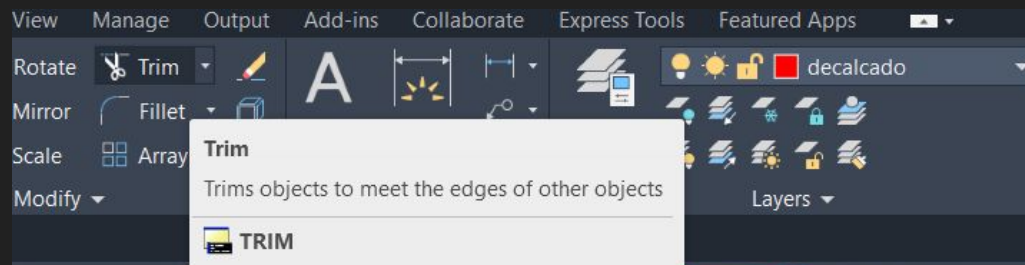 View Manage Output Add-ins Collaborate Express Tools Featured Apps
Rotate Trim decalcado
Mirror Fillet
Scale Array
Modify Layers
Trim
Trims objects to meet the edges of other objects
TRIM